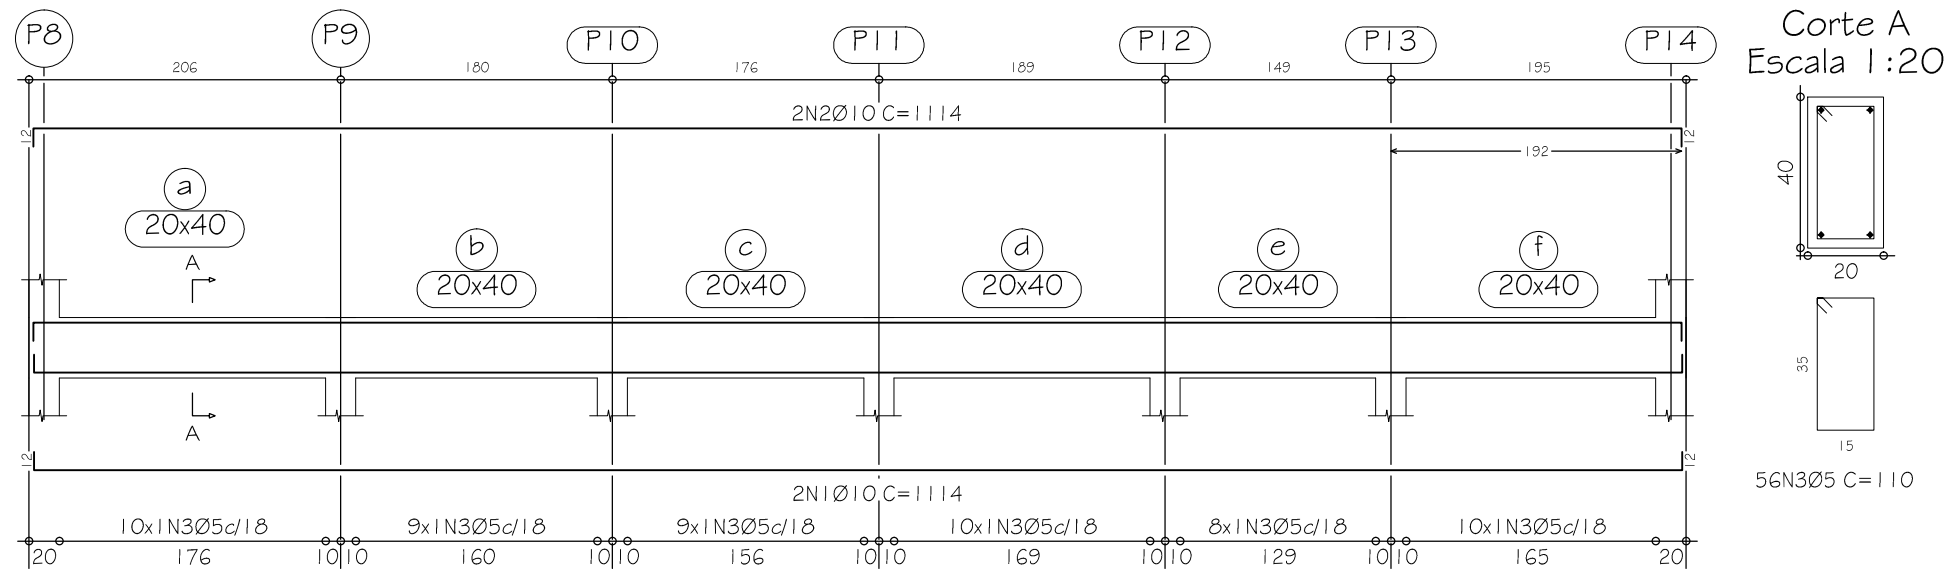 P8 P9 P10 P11 P12 P13 P14
206 180 176 189 149 195
2N2Ø10 C=1114
12 12
192
a
20x40
b
20x40
c
20x40
d
20x40
e
20x40
f
20x40
A
A
12 12
2N1Ø10 C=1114
10x1N3Ø5c/18 9x1N3Ø5c/18 9x1N3Ø5c/18 10x1N3Ø5c/18 8x1N3Ø5c/18 10x1N3Ø5c/18
20 176 10 10 160 10 10 156 10 10 169 10 10 129 10 10 165 20
Corte A
Escala 1:20
40
20
35
15
56N3Ø5 C=110